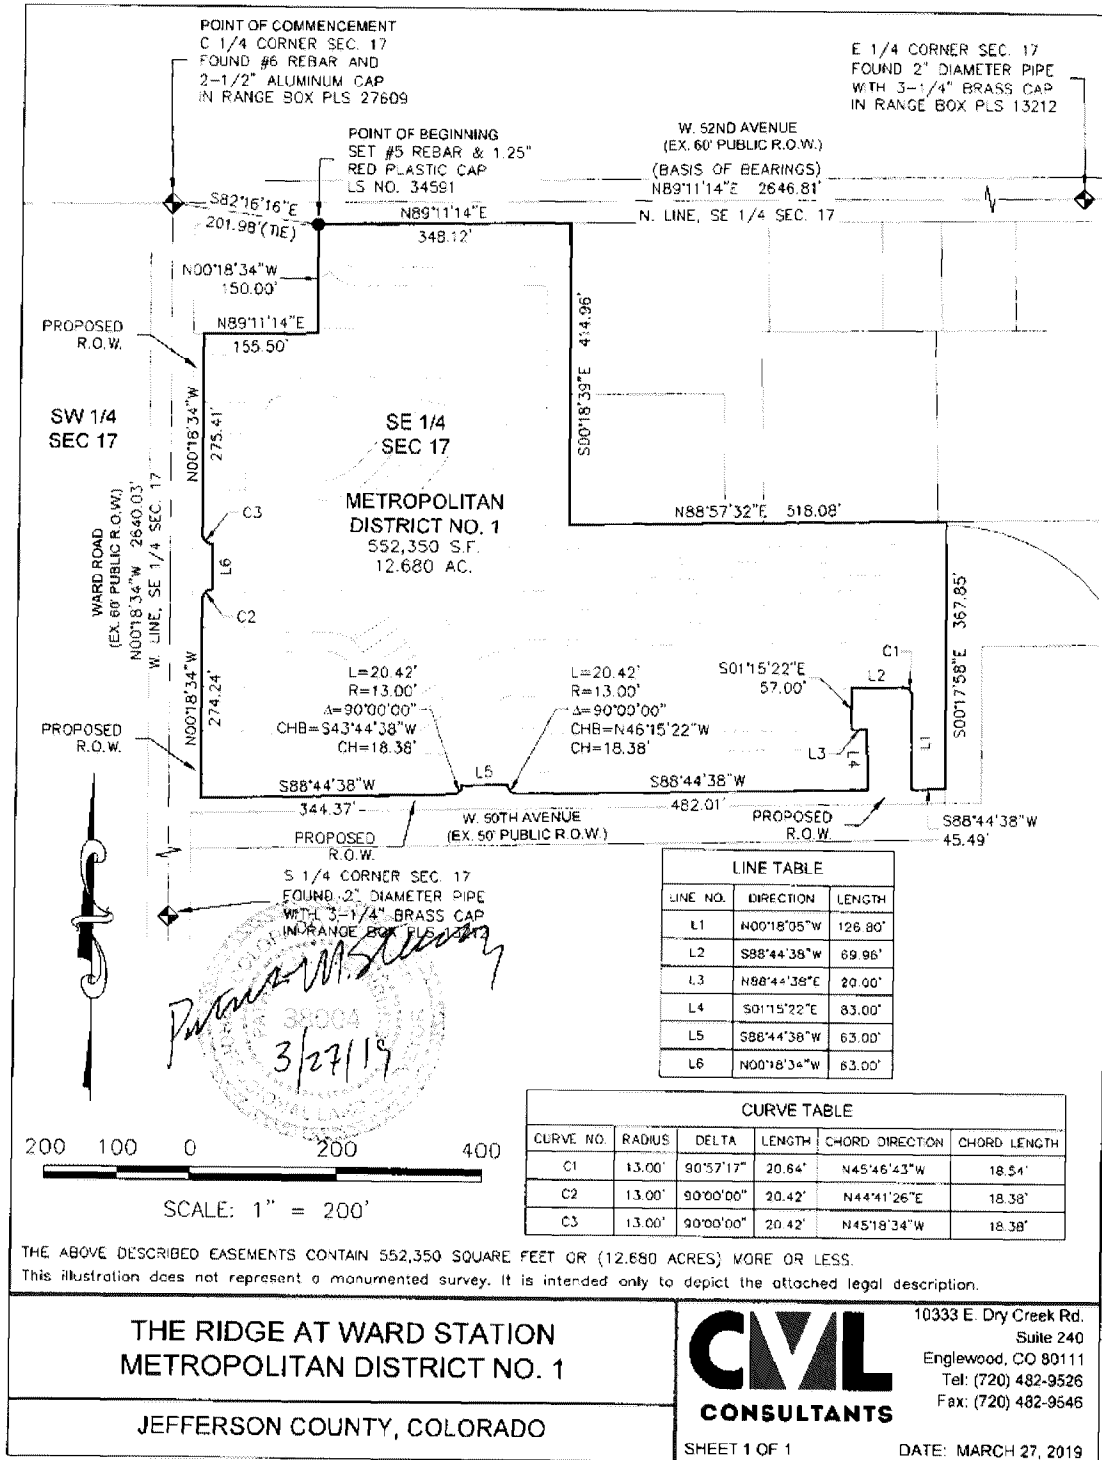 POINT OF COMMENCEMENT
C 1/4 CORNER SEC. 17
FOUND #6 REBAR AND
2-1/2" ALUMINUM CAP
IN RANGE BOX PLS 27609
E 1/4 CORNER SEC. 17
FOUND 2" DIAMETER PIPE
WITH 3-1/4" BRASS CAP
IN RANGE BOX PLS 13212
POINT OF BEGINNING
SET #5 REBAR & 1.25"
RED PLASTIC CAP
LS NO. 34591
W. 52ND AVENUE
(EX. 60' PUBLIC R.O.W.)
(BASIS OF BEARINGS)
N89°11'14"E 2646.81'
N. LINE, SE 1/4 SEC. 17
S82°16'16"E
201.98'(TIE)
N89°11'14"E
348.12'
N00°18'34"W
150.00'
N89°11'14"E
155.50'
PROPOSED
R.O.W.
S00°18'39"E 414.96'
SW 1/4
SEC 17
SE 1/4
SEC 17
N00°18'34"W
275.41'
METROPOLITAN
DISTRICT NO. 1
552,350 S.F.
12.680 AC.
N88°57'32"E 518.08'
WARD ROAD
(EX. 60' PUBLIC R.O.W.)
N00°18'34"W 2640.03'
W. LINE, SE 1/4 SEC. 17
C3
L6
C2
S00°17'58"E 367.85'
N00°18'34"W
274.24'
L=20.42'
R=13.00'
Δ=90°00'00"
CHB=S43°44'38"W
CH=18.38'
L=20.42'
R=13.00'
Δ=90°00'00"
CHB=N46°15'22"W
CH=18.38'
S01°15'22"E
57.00'
C1
L2
L3
L4
L1
PROPOSED
R.O.W.
L5
S88°44'38"W
344.37'
S88°44'38"W
482.01'
W. 50TH AVENUE
(EX. 50' PUBLIC R.O.W.)
PROPOSED
R.O.W.
PROPOSED
R.O.W.
S88°44'38"W
45.49'
S 1/4 CORNER SEC. 17
FOUND 2" DIAMETER PIPE
WITH 3-1/4" BRASS CAP
IN RANGE BOX PLS 13212
38004
3/27/19
LINE TABLE
LINE NO. DIRECTION LENGTH
L1 N00°18'05"W 126.80'
L2 S88°44'38"W 69.96'
L3 N88°44'38"E 20.00'
L4 S01°15'22"E 83.00'
L5 S88°44'38"W 63.00'
L6 N00°18'34"W 63.00'
CURVE TABLE
CURVE NO. RADIUS DELTA LENGTH CHORD DIRECTION CHORD LENGTH
C1 13.00' 90°57'17" 20.64' N45°46'43"W 18.54'
C2 13.00' 90°00'00" 20.42' N44°41'26"E 18.38'
C3 13.00' 90°00'00" 20.42' N45°18'34"W 18.38'
200 100 0 200 400
SCALE: 1" = 200'
THE ABOVE DESCRIBED EASEMENTS CONTAIN 552,350 SQUARE FEET OR (12.680 ACRES) MORE OR LESS.
This illustration does not represent a monumented survey. It is intended only to depict the attached legal description.
THE RIDGE AT WARD STATION
METROPOLITAN DISTRICT NO. 1
JEFFERSON COUNTY, COLORADO
CVL
CONSULTANTS
10333 E. Dry Creek Rd.
Suite 240
Englewood, CO 80111
Tel: (720) 482-9526
Fax: (720) 482-9546
SHEET 1 OF 1
DATE: MARCH 27, 2019